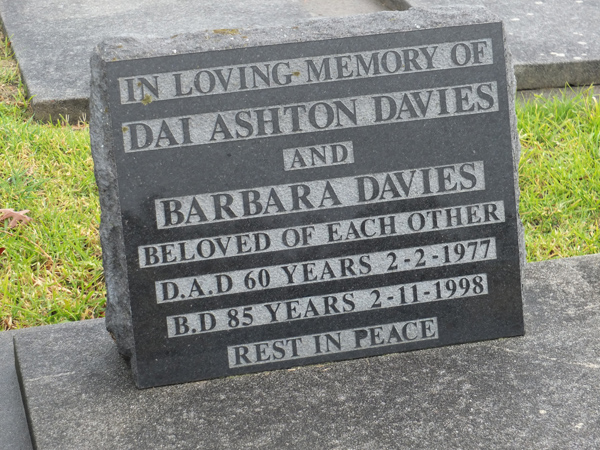 IN LOVING MEMORY OF
DAI ASHTON DAVIES
AND
BARBARA DAVIES
BELOVED OF EACH OTHER
D.A.D 60 YEARS 2-2-1977
B.D 85 YEARS 2-11-1998
REST IN PEACE